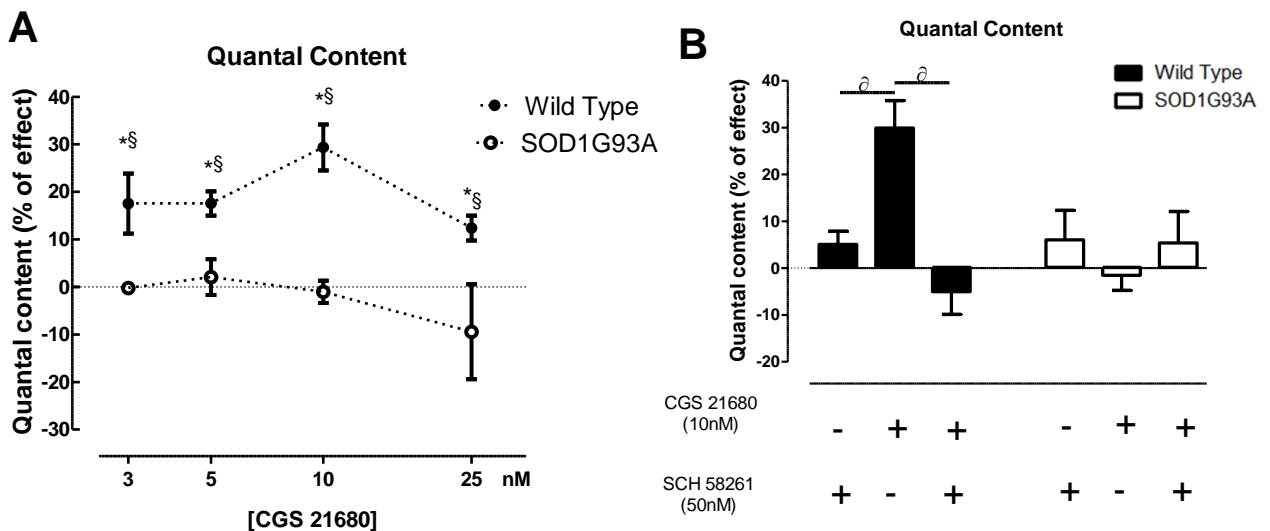 A
Quantal Content
Quantal content (% of effect)
40
30
20
10
0
-10
-20
-30
*§
*§
*§
*§
Wild Type
SOD1G93A
3 5 10 25 nM
[CGS 21680]
B
Quantal Content
Quantal content (% of effect)
40
30
20
10
0
-10
-20
∂ ∂
Wild Type
SOD1G93A
CGS 21680
(10nM)
- + + - + +
SCH 58261
(50nM)
+ - + + - +